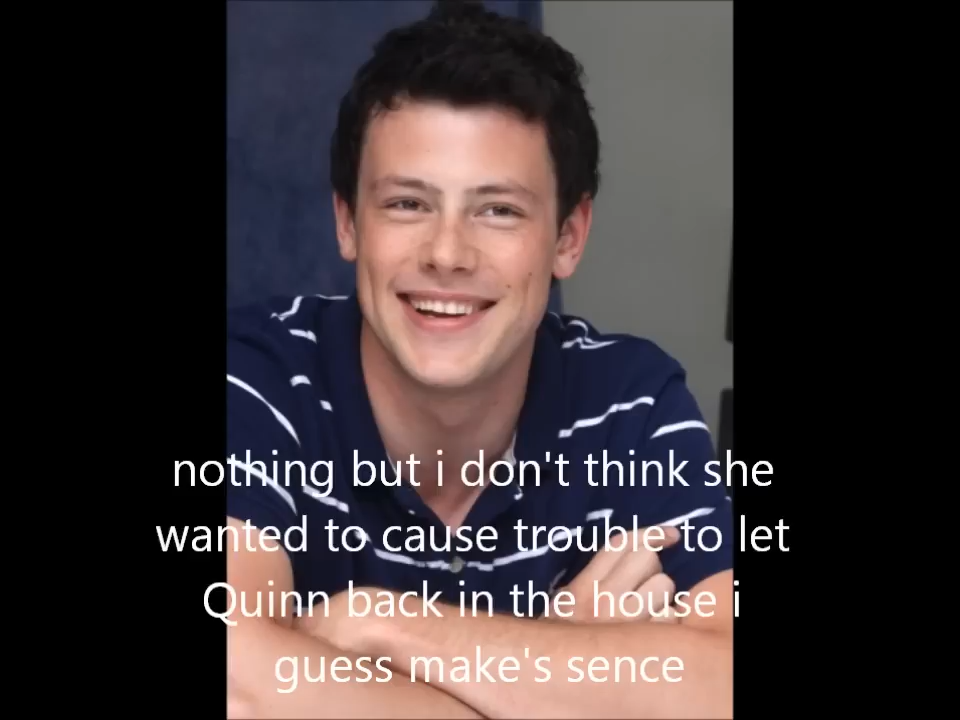 nothing but i don't think she
wanted to cause trouble to let
Quinn back in the house i
guess make's sence